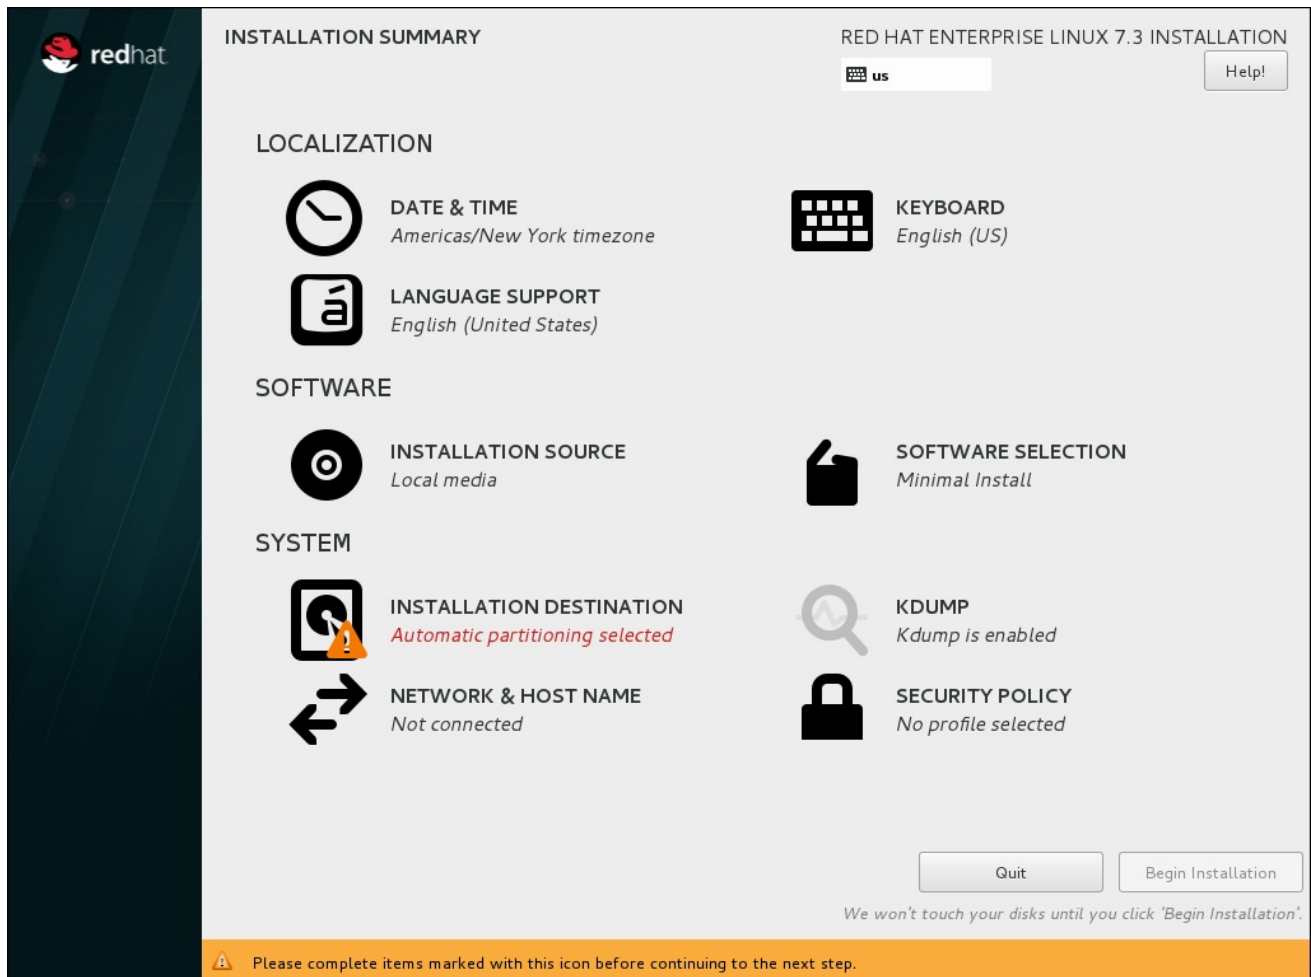 redhat
INSTALLATION SUMMARY
RED HAT ENTERPRISE LINUX 7.3 INSTALLATION
us
Help!
LOCALIZATION
DATE & TIME
Americas/New York timezone
KEYBOARD
English (US)
á
LANGUAGE SUPPORT
English (United States)
SOFTWARE
INSTALLATION SOURCE
Local media
SOFTWARE SELECTION
Minimal Install
SYSTEM
INSTALLATION DESTINATION
Automatic partitioning selected
KDUMP
Kdump is enabled
NETWORK & HOST NAME
Not connected
SECURITY POLICY
No profile selected
Quit
Begin Installation
We won't touch your disks until you click 'Begin Installation'.
Please complete items marked with this icon before continuing to the next step.